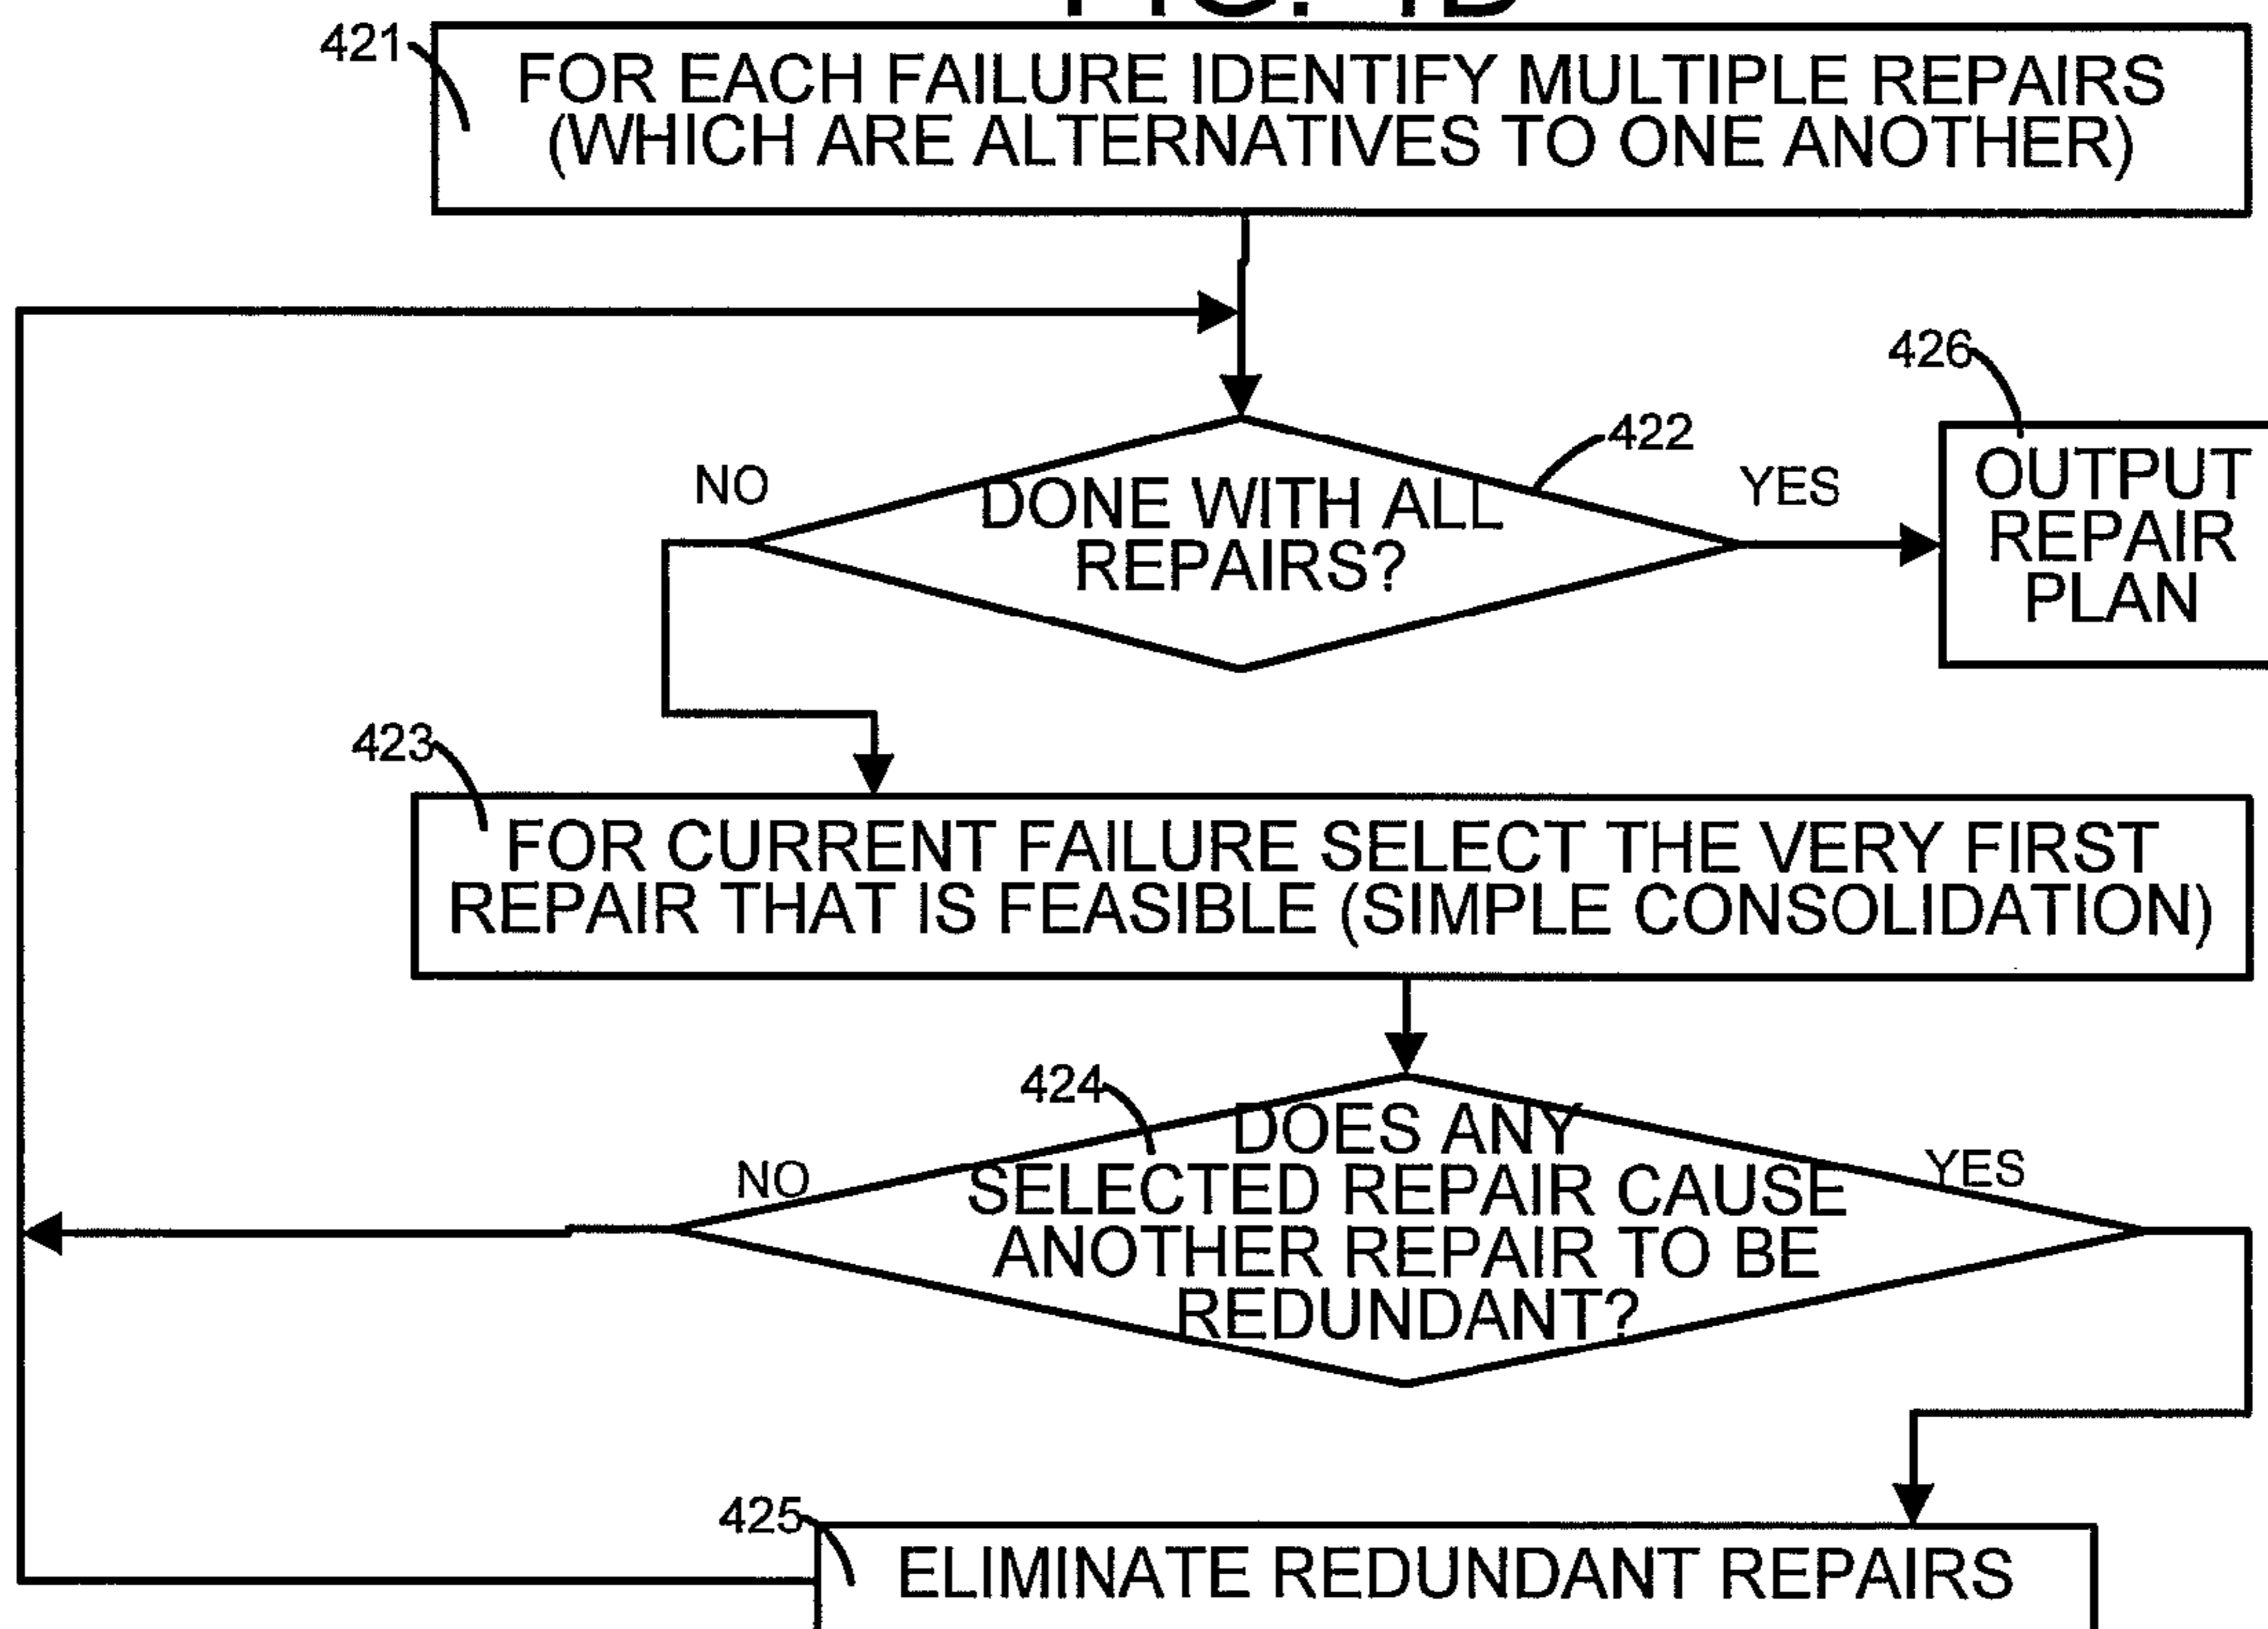 421
FOR EACH FAILURE IDENTIFY MULTIPLE REPAIRS
(WHICH ARE ALTERNATIVES TO ONE ANOTHER)
426
422
NO
YES
DONE WITH ALL
REPAIRS?
OUTPUT
REPAIR
PLAN
423
FOR CURRENT FAILURE SELECT THE VERY FIRST
REPAIR THAT IS FEASIBLE (SIMPLE CONSOLIDATION)
424
NO
YES
DOES ANY
SELECTED REPAIR CAUSE
ANOTHER REPAIR TO BE
REDUNDANT?
425
ELIMINATE REDUNDANT REPAIRS